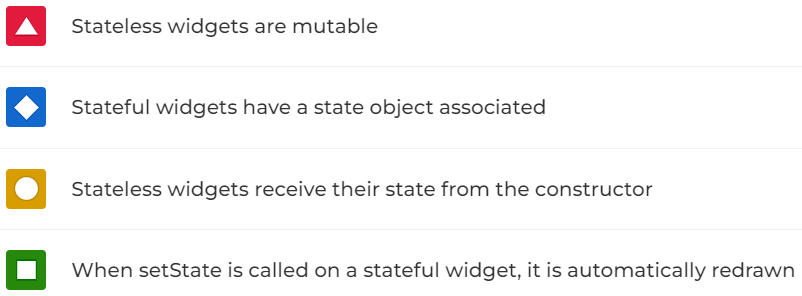 Stateless widgets are mutable
Stateful widgets have a state object associated
Stateless widgets receive their state from the constructor
When setState is called on a stateful widget, it is automatically redrawn